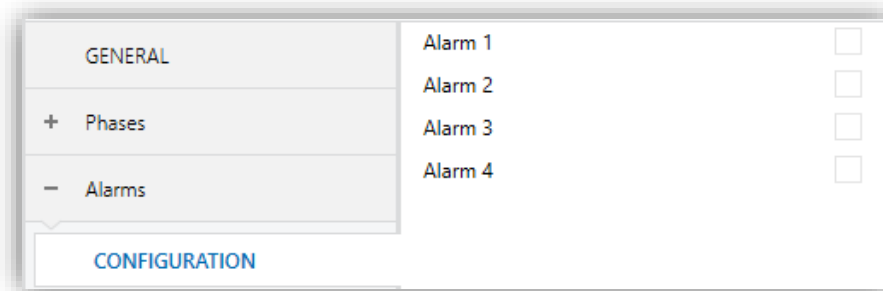 GENERAL
+ Phases
− Alarms
CONFIGURATION
Alarm 1
Alarm 2
Alarm 3
Alarm 4